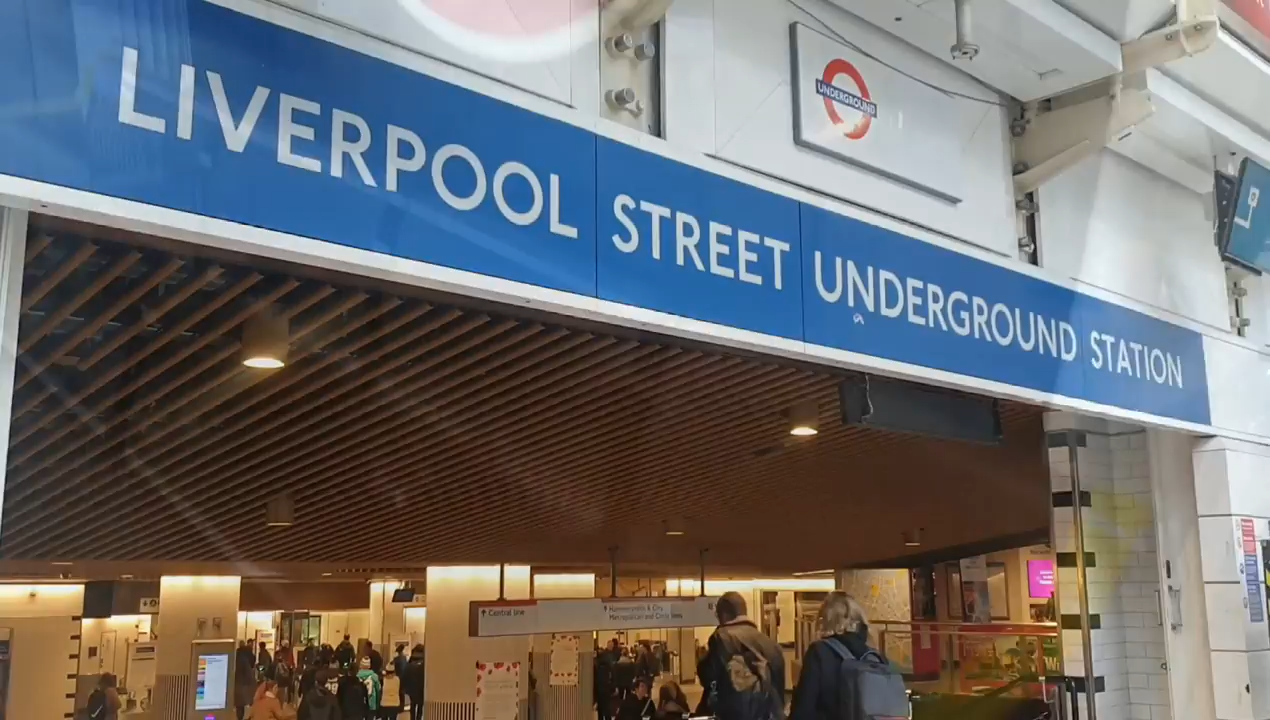 UNDERGROUND
LIVERPOOL STREET UNDERGROUND STATION
Central line
Hammersmith & City
Metropolitan and Circle lines